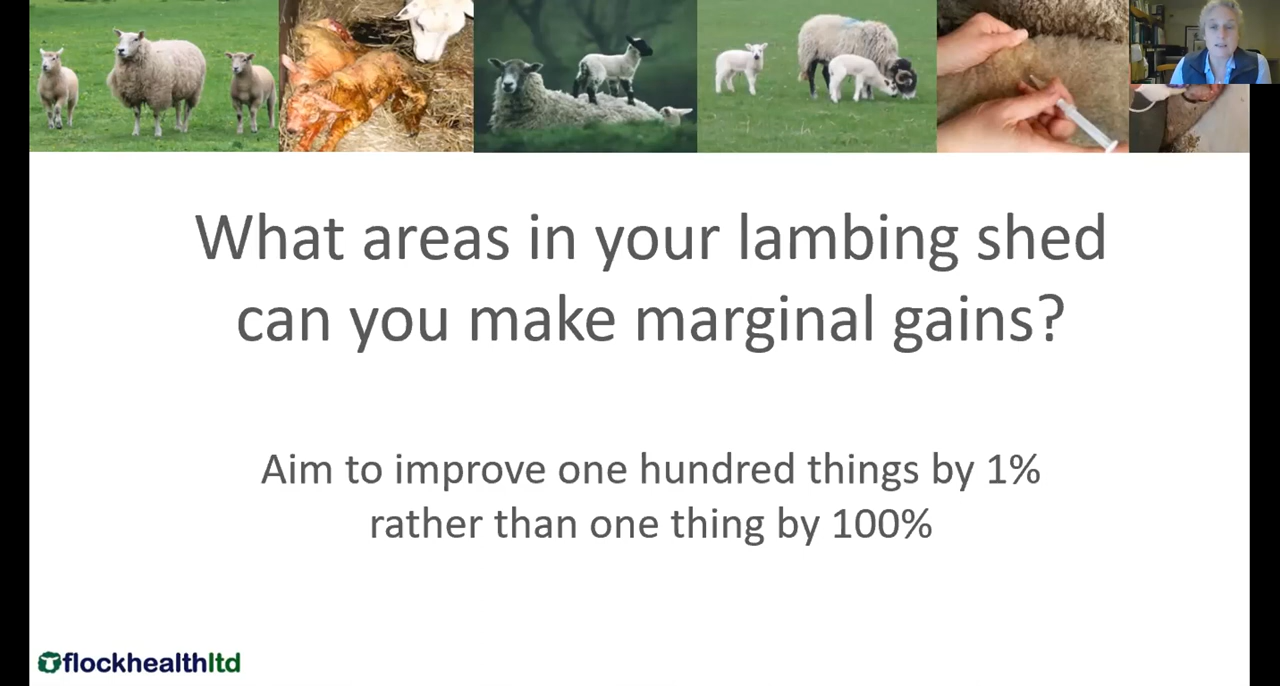 What areas in your lambing shed
can you make marginal gains?
Aim to improve one hundred things by 1%
rather than one thing by 100%
flockhealthltd